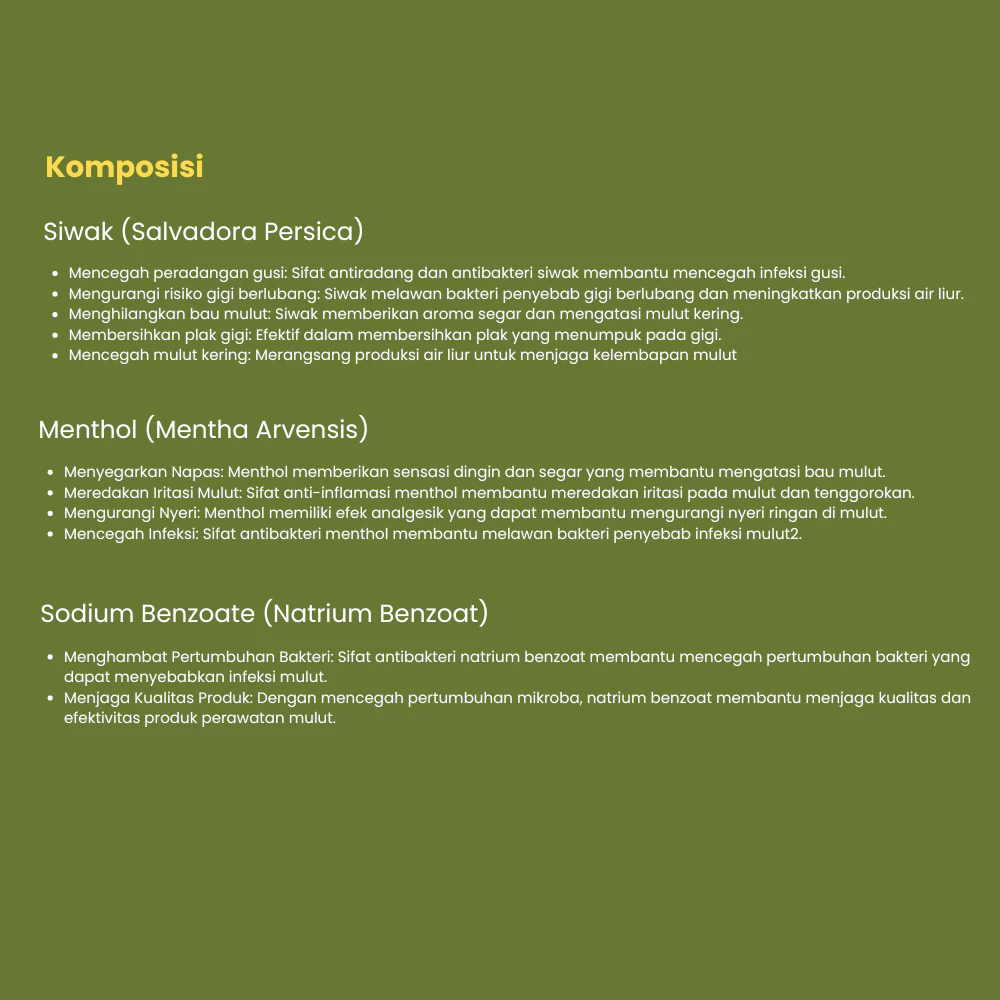 Komposisi
Siwak (Salvadora Persica)
• Mencegah peradangan gusi: Sifat antiradang dan antibakteri siwak membantu mencegah infeksi gusi.
• Mengurangi risiko gigi berlubang: Siwak melawan bakteri penyebab gigi berlubang dan meningkatkan produksi air liur.
• Menghilangkan bau mulut: Siwak memberikan aroma segar dan mengatasi mulut kering.
• Membersihkan plak gigi: Efektif dalam membersihkan plak yang menumpuk pada gigi.
• Mencegah mulut kering: Merangsang produksi air liur untuk menjaga kelembapan mulut
Menthol (Mentha Arvensis)
• Menyegarkan Napas: Menthol memberikan sensasi dingin dan segar yang membantu mengatasi bau mulut.
• Meredakan Iritasi Mulut: Sifat anti-inflamasi menthol membantu meredakan iritasi pada mulut dan tenggorokan.
• Mengurangi Nyeri: Menthol memiliki efek analgesik yang dapat membantu mengurangi nyeri ringan di mulut.
• Mencegah Infeksi: Sifat antibakteri menthol membantu melawan bakteri penyebab infeksi mulut2.
Sodium Benzoate (Natrium Benzoat)
• Menghambat Pertumbuhan Bakteri: Sifat antibakteri natrium benzoat membantu mencegah pertumbuhan bakteri yang
dapat menyebabkan infeksi mulut.
• Menjaga Kualitas Produk: Dengan mencegah pertumbuhan mikroba, natrium benzoat membantu menjaga kualitas dan
efektivitas produk perawatan mulut.